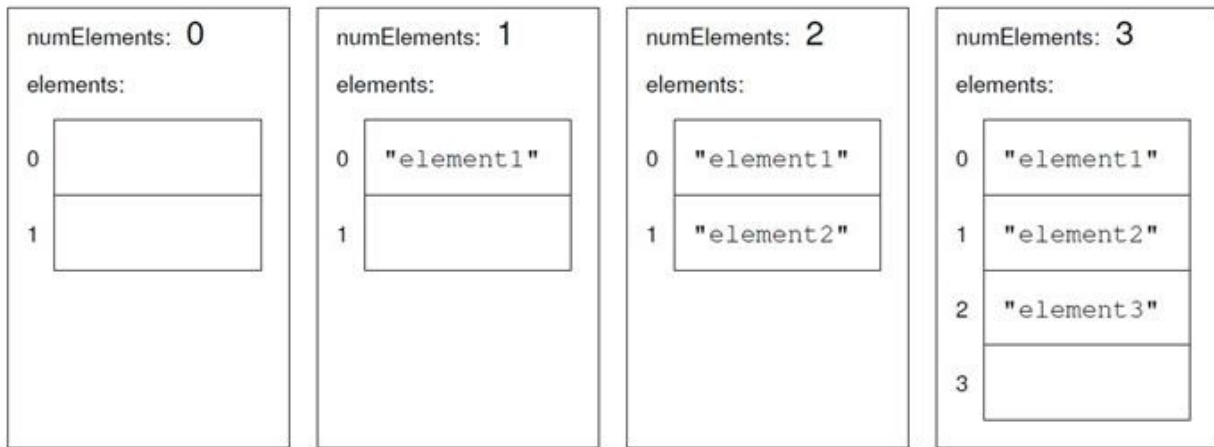 numElements: 0
elements:
0
1
numElements: 1
elements:
0 "element1"
1
numElements: 2
elements:
0 "element1"
1 "element2"
numElements: 3
elements:
0 "element1"
1 "element2"
2 "element3"
3